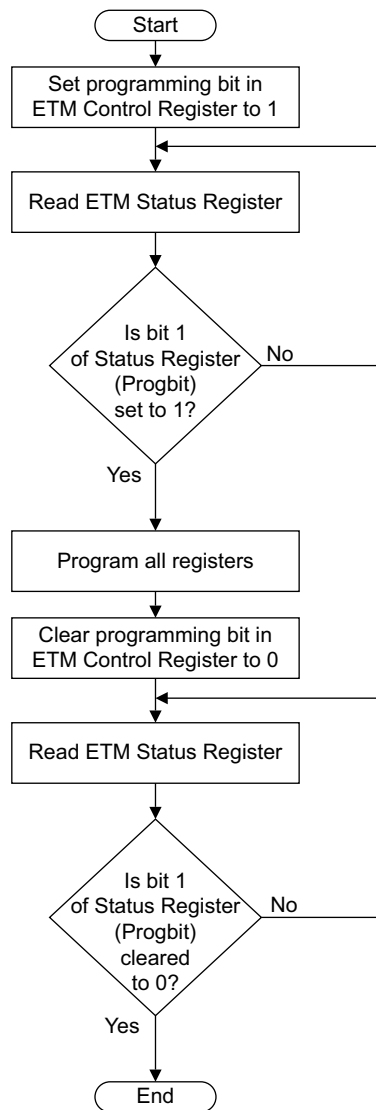 Start
Set programming bit in
ETM Control Register to 1
Read ETM Status Register
Is bit 1
of Status Register
(Progbit)
set to 1?
No
Yes
Program all registers
Clear programming bit in
ETM Control Register to 0
Read ETM Status Register
Is bit 1
of Status Register
(Progbit)
cleared
to 0?
No
Yes
End